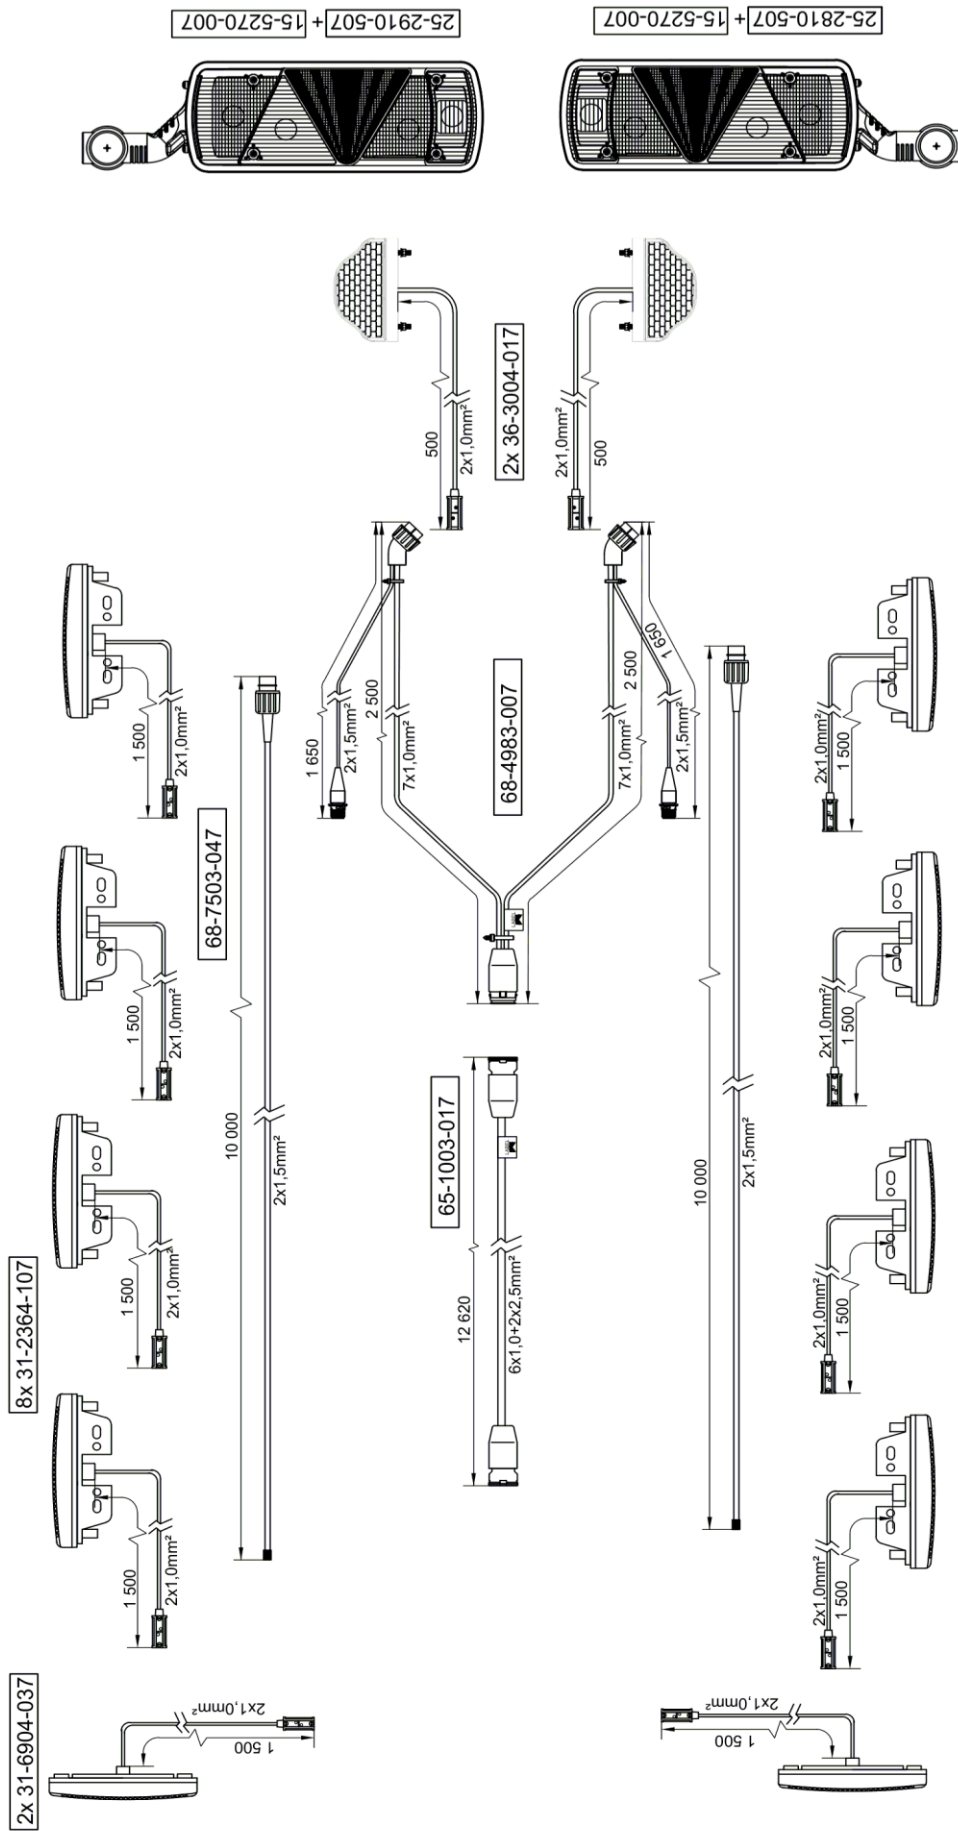 2x 31-6904-037
8x 31-2364-107
1 500
2x1,0mm²
1 500
2x1,0mm²
1 500
2x1,0mm²
1 500
2x1,0mm²
1 500
2x1,0mm²
68-7503-047
10 000
2x1,5mm²
1 650
2x1,5mm²
2 500
7x1,0mm²
500
2x1,0mm²
25-2910-507 + 15-5270-007
65-1003-017
12 620
6x1,0+2x2,5mm²
68-4983-007
2x 36-3004-017
7x1,0mm²
2 500
1 650
2x1,5mm²
2x1,0mm²
500
25-2810-507 + 15-5270-007
10 000
2x1,5mm²
2x1,0mm²
1 500
2x1,0mm²
1 500
2x1,0mm²
1 500
2x1,0mm²
1 500
2x1,0mm²
1 500